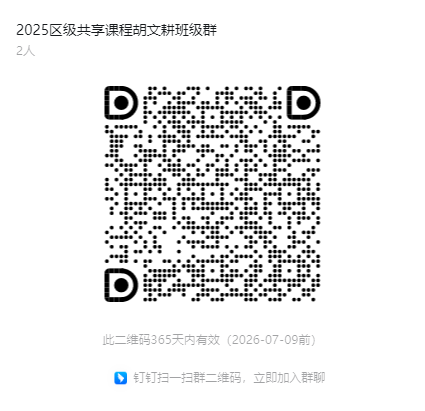 2025区级共享课程胡文耕班级群
2人
此二维码365天内有效（2026-07-09前）
钉钉扫一扫群二维码，立即加入群聊